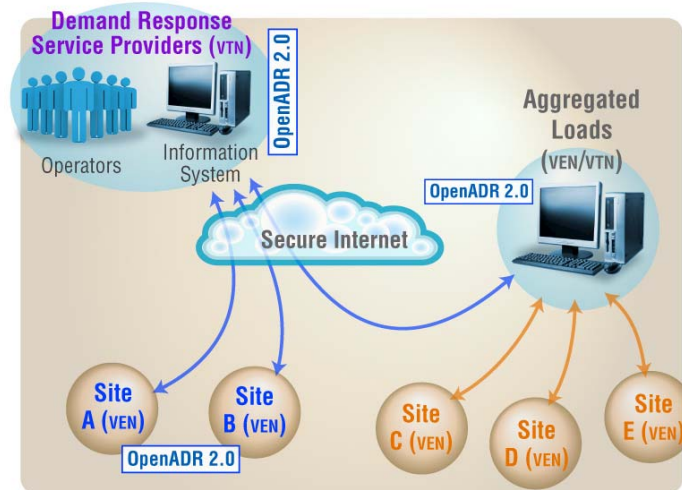 Demand Response
Service Providers (VTN)
OpenADR 2.0
Operators
Information
System
Aggregated
Loads
(VEN/VTN)
OpenADR 2.0
Secure Internet
Site
A (VEN)
Site
B (VEN)
OpenADR 2.0
Site
C (VEN)
Site
D (VEN)
Site
E (VEN)